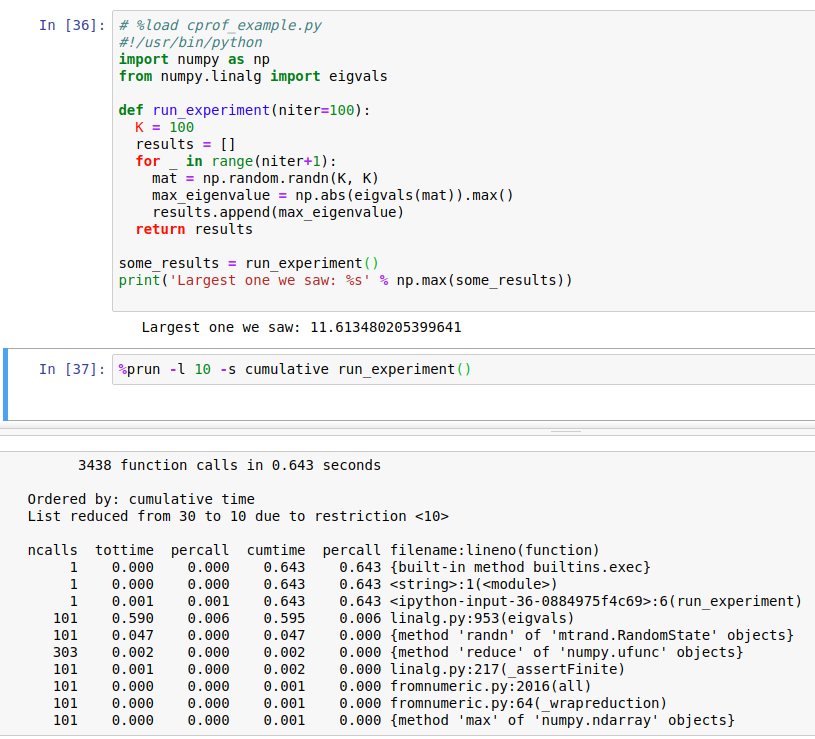 In [36]: # %load cprof_example.py
#!/usr/bin/python
import numpy as np
from numpy.linalg import eigvals

def run_experiment(niter=100):
  K = 100
  results = []
  for _ in range(niter+1):
    mat = np.random.randn(K, K)
    max_eigenvalue = np.abs(eigvals(mat)).max()
    results.append(max_eigenvalue)
  return results

some_results = run_experiment()
print('Largest one we saw: %s' % np.max(some_results))

Largest one we saw: 11.613480205399641

In [37]: %prun -l 10 -s cumulative run_experiment()

      3438 function calls in 0.643 seconds

Ordered by: cumulative time
List reduced from 30 to 10 due to restriction <10>

ncalls  tottime  percall  cumtime  percall filename:lineno(function)
     1    0.000    0.000    0.643    0.643 {built-in method builtins.exec}
     1    0.000    0.000    0.643    0.643 <string>:1(<module>)
     1    0.001    0.001    0.643    0.643 <ipython-input-36-0884975f4c69>:6(run_experiment)
   101    0.590    0.006    0.595    0.006 linalg.py:953(eigvals)
   101    0.047    0.000    0.047    0.000 {method 'randn' of 'mtrand.RandomState' objects}
   303    0.002    0.000    0.002    0.000 {method 'reduce' of 'numpy.ufunc' objects}
   101    0.001    0.000    0.002    0.000 linalg.py:217(_assertFinite)
   101    0.000    0.000    0.001    0.000 fromnumeric.py:2016(all)
   101    0.000    0.000    0.001    0.000 fromnumeric.py:64(_wrapreduction)
   101    0.000    0.000    0.001    0.000 {method 'max' of 'numpy.ndarray' objects}